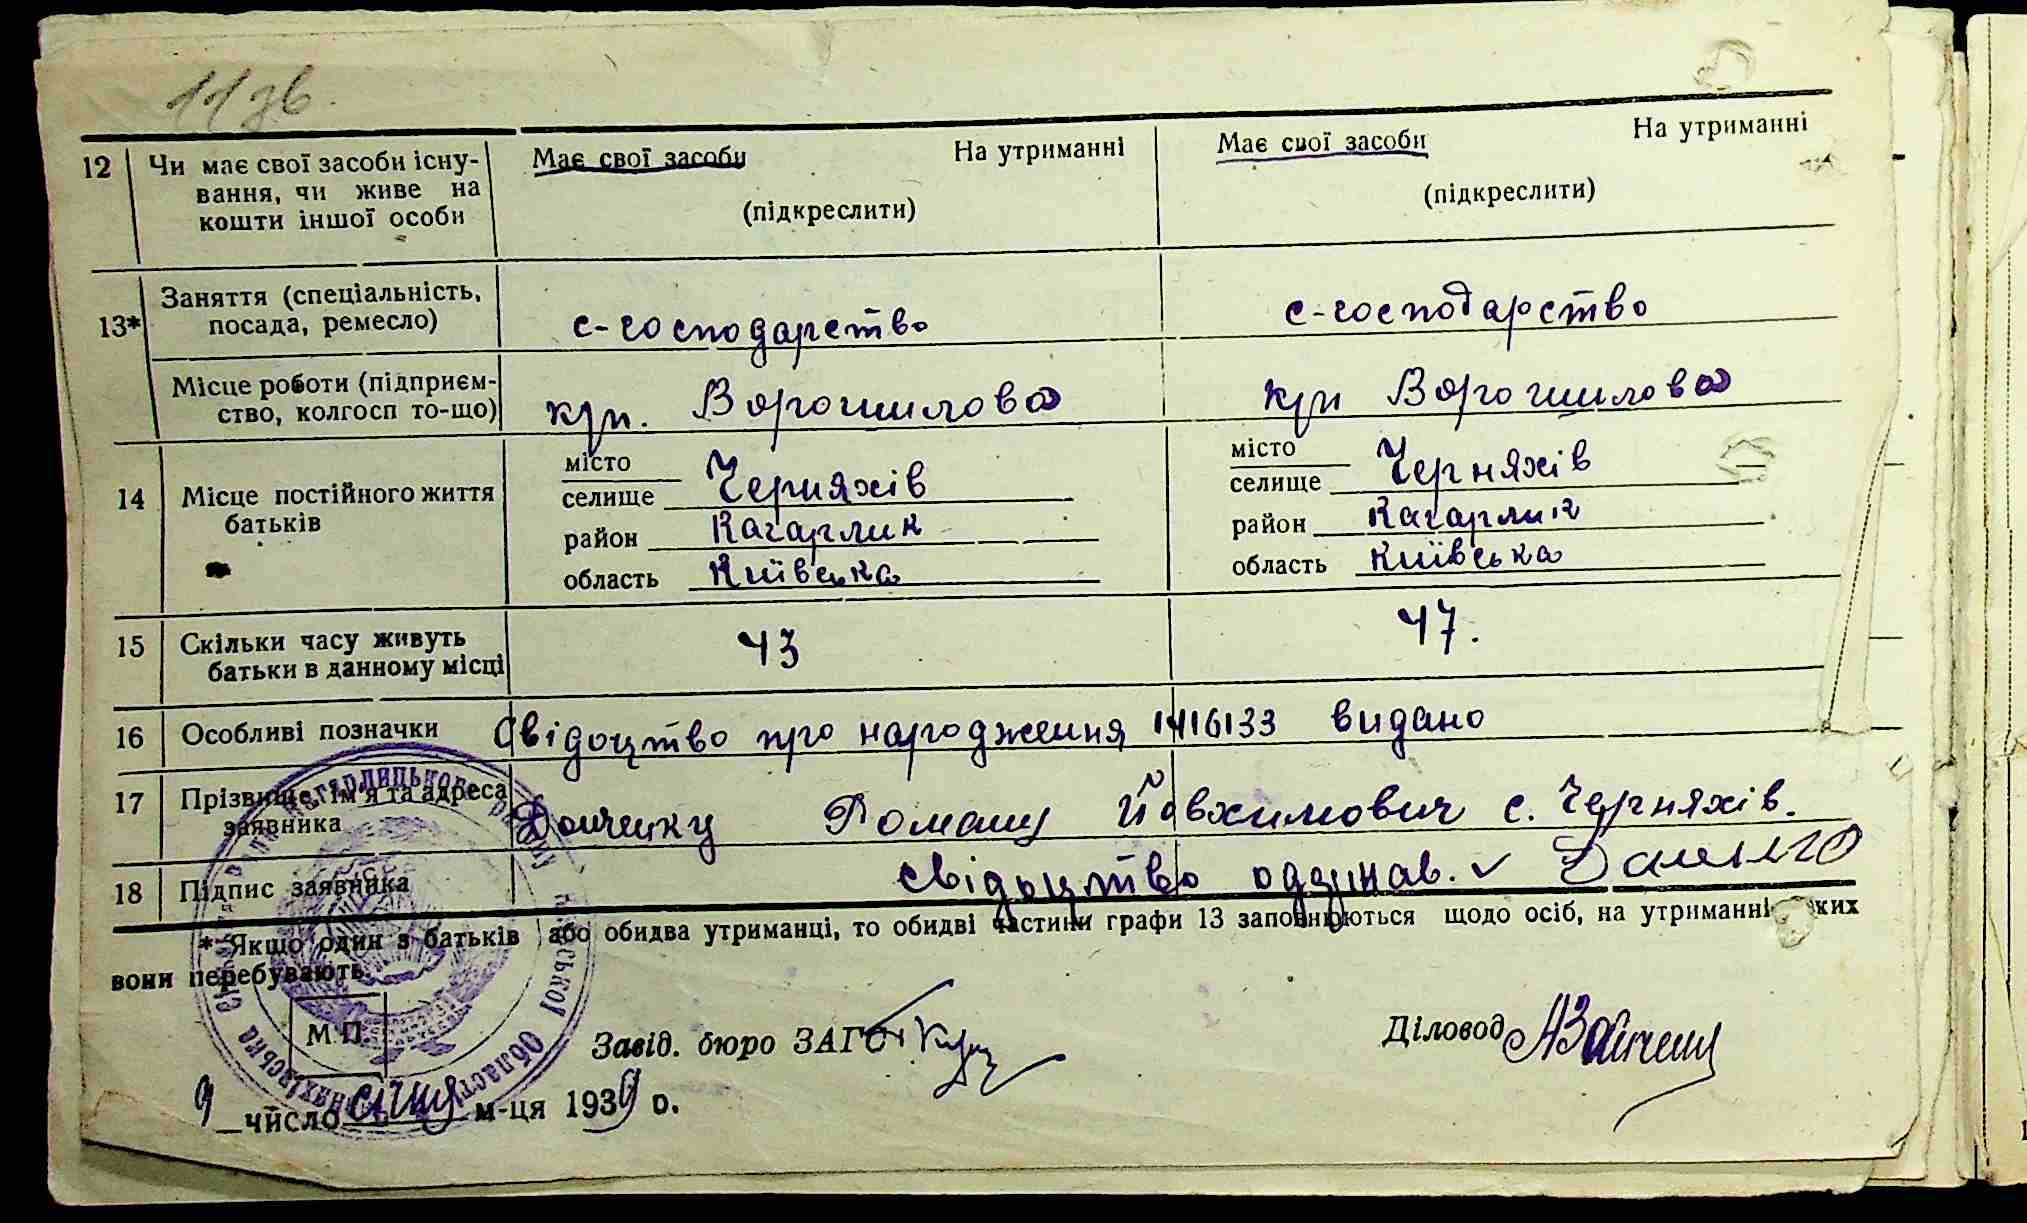 11зв.
12 Чи має свої засоби існу- Має свої засоби На утриманні Має свої засоби На утриманні
вання, чи живе на
кошти іншої особи (підкреслити) (підкреслити)
13* Заняття (спеціальність,
посада, ремесло) с-господарство с-господарство
Місце роботи (підприєм-
ство, колгосп то-що) Ворошилова Ворошилова
14 Місце постійного життя
батьків
місто місто
селище Черняхів селище Черняхів
район Кагарлик район Кагарлик
область Київська область Київська
15 Скільки часу живуть
батьки в данному місці 43 47.
16 Особливі позначки Свідоцтво про народження 1416133 видано
17 Прізвище, ім'я та адреса
заявника Роману Йовхимович с. Черняхів.
18 Підпис заявника свідоцтво
* Якщо один з батьків або обидва утриманці, то обидві частини графи 13 заповнюються щодо осіб, на утриманні яких
вони перебувають.
М. П.
Завід. бюро ЗАГС
Діловод
9 число січня м-ця 1939 р.